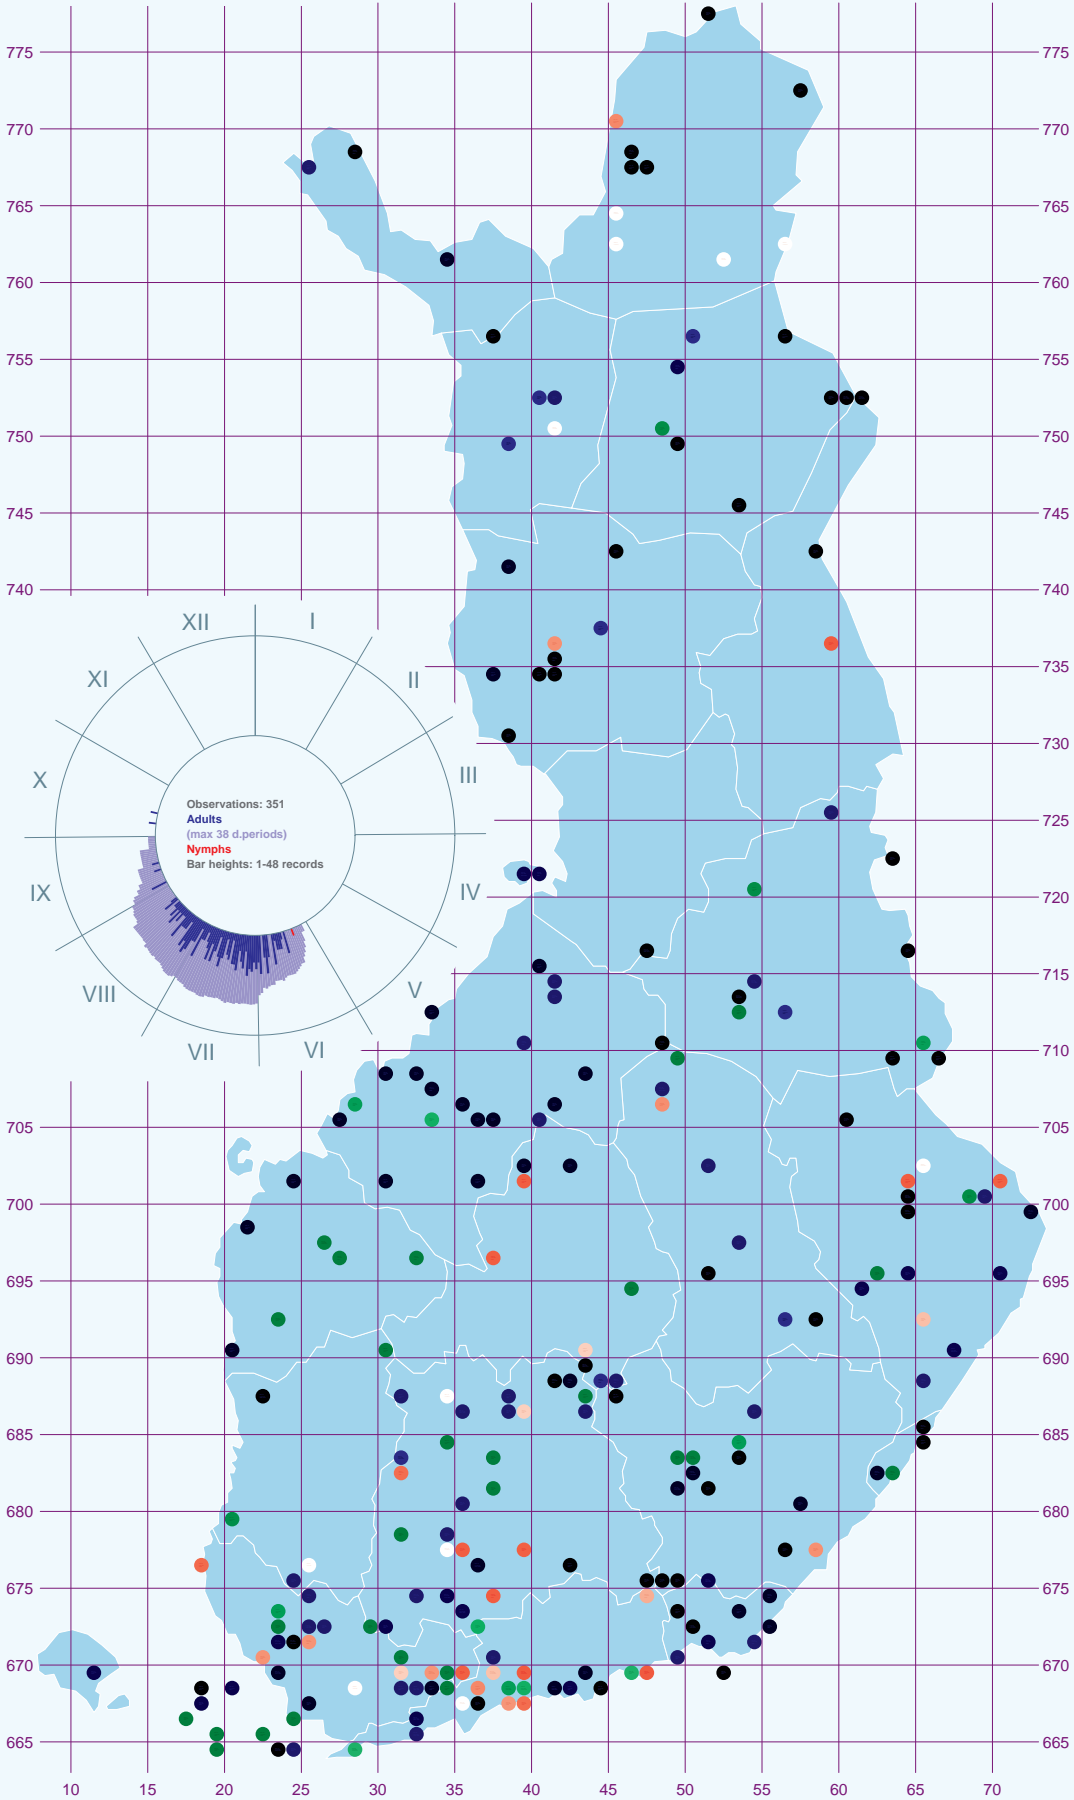 775 775
770 770
765 765
760 760
755 755
750 750
745 745
740 740
XII I
XI II
735
730
X III
Observations: 351
Adults
(max 38 d.periods)
Nymphs
Bar heights: 1-48 records
725
IX IV
720
VIII V
715
VII VI
710
705 705
700 700
695 695
690 690
685 685
680 680
675 675
670 670
665 665
10 15 20 25 30 35 40 45 50 55 60 65 70